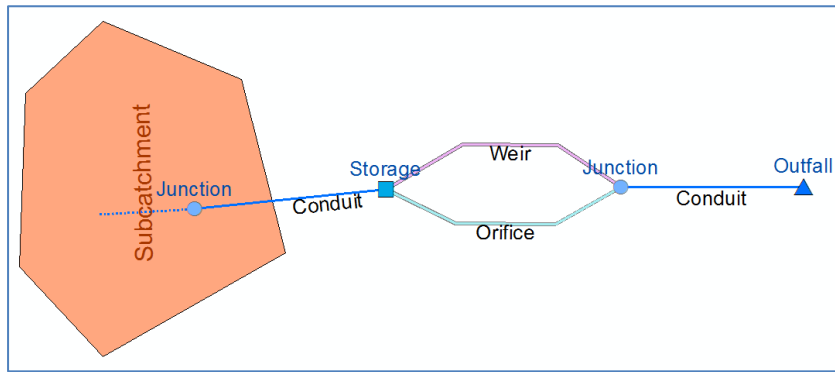 Subcatchment
Junction
Conduit
Storage
Weir
Orifice
Junction
Conduit
Outfall